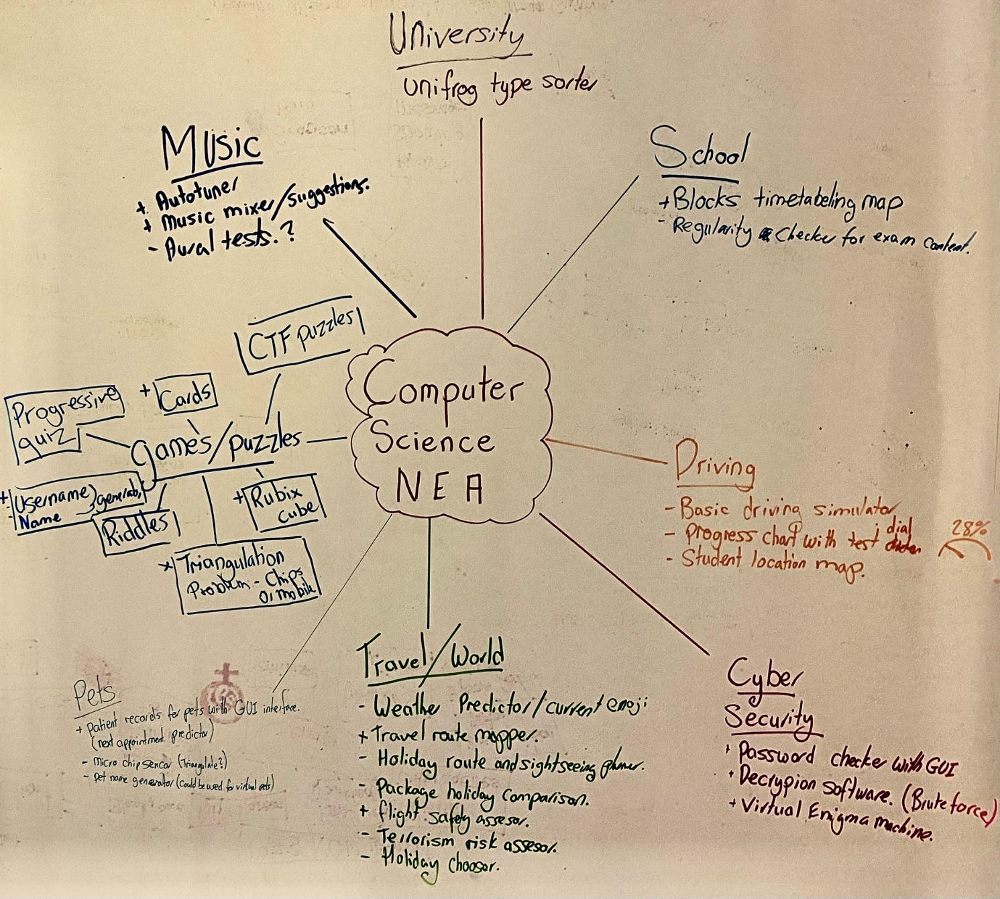 University
Unifrog type sorter
Music
+ Autotuner
+ Music mixer/suggestions.
- Aural tests.?
School
+ Blocks timetabeling map
- Regularity Checker for exam content.
CTF puzzles
+ Cards
Progressive
quiz
Games/puzzles
+ Username
- Name
generator
Riddles
+ Rubix
cube
* Triangulation
Problem - Chips
or mobile
Computer
Science
NEA
Driving
- Basic driving simulator
- Progress chart with test dial
28%
- Student location map.
Pets
+ Patient records for pets with GUI interface.
(next appointment predictor)
- Micro chip sencor (Triangulate?)
- Pet name generator (could be used for virtual pets)
Travel/World
- Weather Predictor/current emoji
+ Travel route mapper.
- Holiday route and sightseeing planner.
- Package holiday comparison.
+ flight safety assesor.
- Terrorism risk assesor.
- Holiday chooser.
Cyber
Security
+ Password checker with GUI
+ Decrypion software. (Brute force)
+ Virtual Enigma machine.